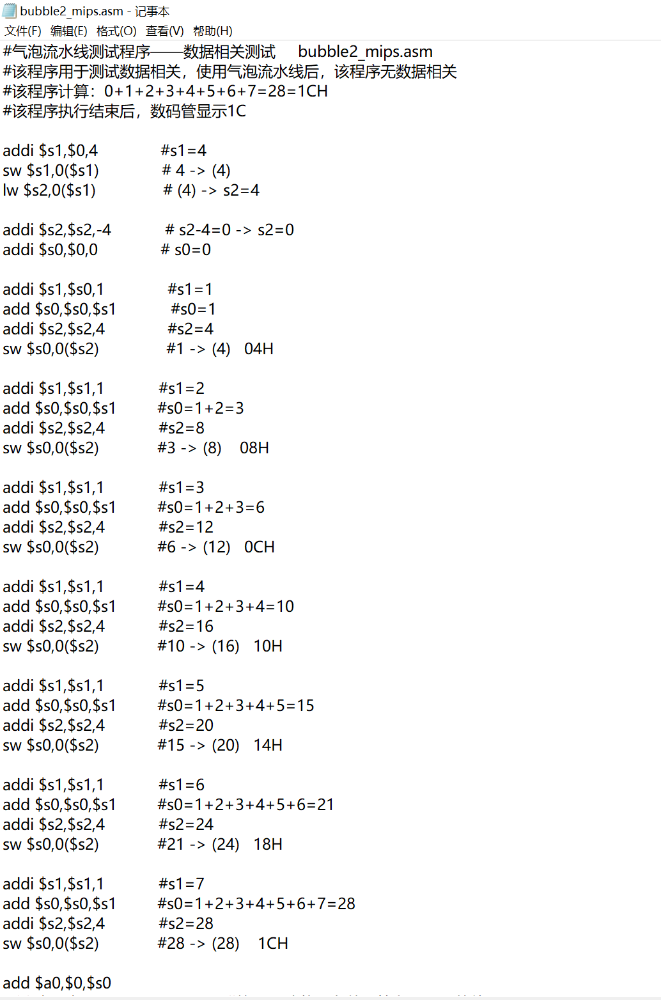 bubble2_mips.asm - 记事本
文件(F) 编辑(E) 格式(O) 查看(V) 帮助(H)
#气泡流水线测试程序——数据相关测试 bubble2_mips.asm
#该程序用于测试数据相关，使用气泡流水线后，该程序无数据相关
#该程序计算：0+1+2+3+4+5+6+7=28=1CH
#该程序执行结束后，数码管显示1C
addi $s1,$0,4 #s1=4
sw $s1,0($s1) # 4 -> (4)
lw $s2,0($s1) # (4) -> s2=4
addi $s2,$s2,-4 # s2-4=0 -> s2=0
addi $s0,$0,0 # s0=0
addi $s1,$s0,1 #s1=1
add $s0,$s0,$s1 #s0=1
addi $s2,$s2,4 #s2=4
sw $s0,0($s2) #1 -> (4) 04H
addi $s1,$s1,1 #s1=2
add $s0,$s0,$s1 #s0=1+2=3
addi $s2,$s2,4 #s2=8
sw $s0,0($s2) #3 -> (8) 08H
addi $s1,$s1,1 #s1=3
add $s0,$s0,$s1 #s0=1+2+3=6
addi $s2,$s2,4 #s2=12
sw $s0,0($s2) #6 -> (12) 0CH
addi $s1,$s1,1 #s1=4
add $s0,$s0,$s1 #s0=1+2+3+4=10
addi $s2,$s2,4 #s2=16
sw $s0,0($s2) #10 -> (16) 10H
addi $s1,$s1,1 #s1=5
add $s0,$s0,$s1 #s0=1+2+3+4+5=15
addi $s2,$s2,4 #s2=20
sw $s0,0($s2) #15 -> (20) 14H
addi $s1,$s1,1 #s1=6
add $s0,$s0,$s1 #s0=1+2+3+4+5+6=21
addi $s2,$s2,4 #s2=24
sw $s0,0($s2) #21 -> (24) 18H
addi $s1,$s1,1 #s1=7
add $s0,$s0,$s1 #s0=1+2+3+4+5+6+7=28
addi $s2,$s2,4 #s2=28
sw $s0,0($s2) #28 -> (28) 1CH
add $a0,$0,$s0